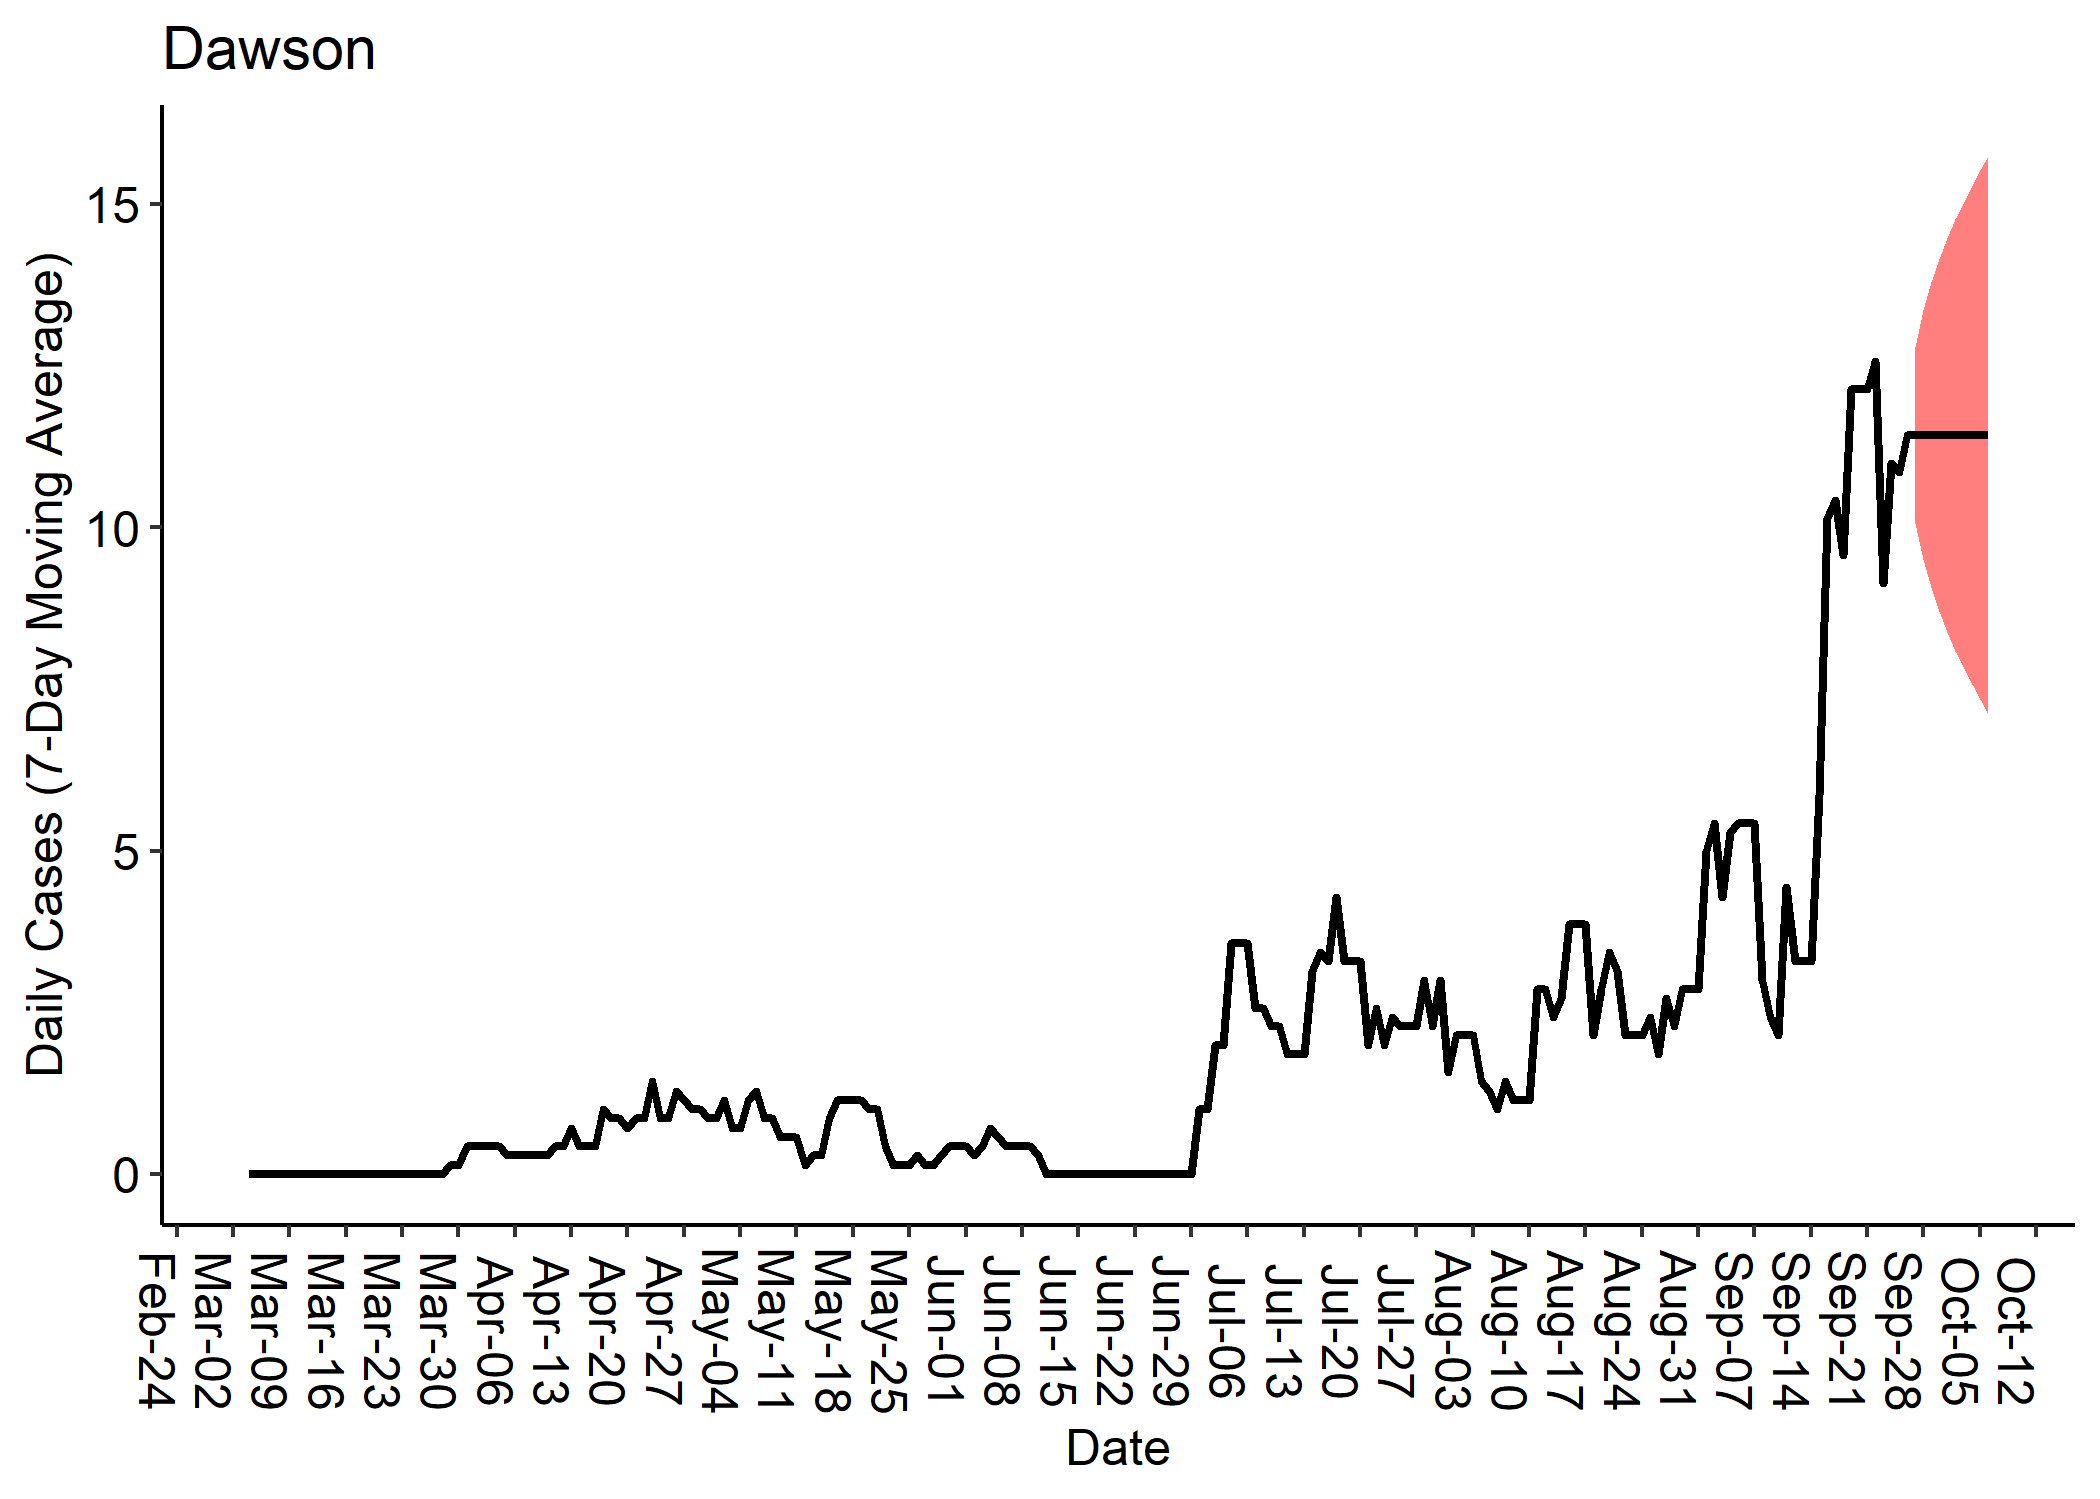 Dawson
Daily Cases (7-Day Moving Average)
15
10
5
0
Feb-24
Mar-02
Mar-09
Mar-16
Mar-23
Mar-30
Apr-06
Apr-13
Apr-20
Apr-27
May-04
May-11
May-18
May-25
Jun-01
Jun-08
Jun-15
Jun-22
Jun-29
Jul-06
Jul-13
Jul-20
Jul-27
Aug-03
Aug-10
Aug-17
Aug-24
Aug-31
Sep-07
Sep-14
Sep-21
Sep-28
Oct-05
Oct-12
Date